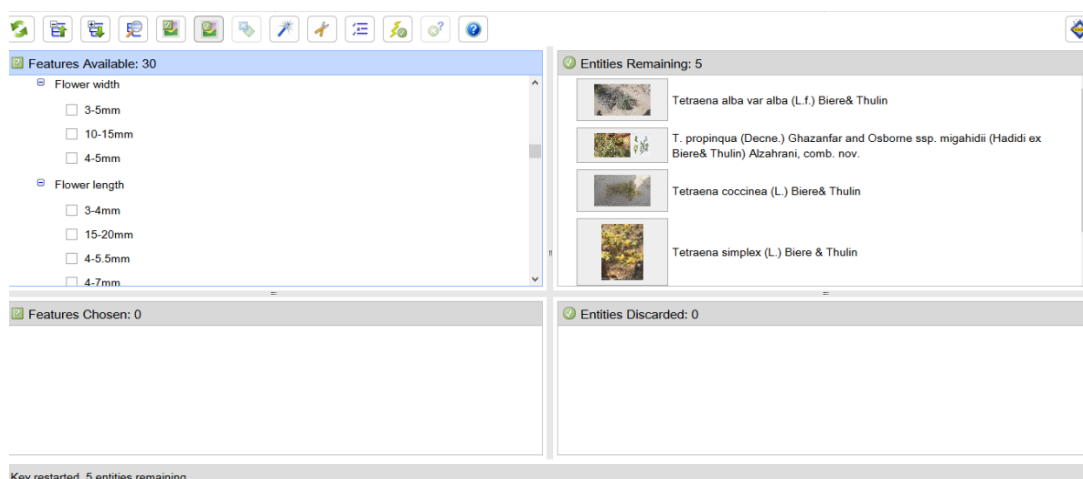 Features Available: 30
Flower width
3-5mm
10-15mm
4-5mm
Flower length
3-4mm
15-20mm
4-5.5mm
4-7mm
Entities Remaining: 5
Tetraena alba var alba (L.f.) Biere& Thulin
T. propinqua (Decne.) Ghazanfar and Osborne ssp. migahidii (Hadidi ex
Biere& Thulin) Alzahrani, comb. nov.
Tetraena coccinea (L.) Biere& Thulin
Tetraena simplex (L.) Biere & Thulin
Features Chosen: 0
Entities Discarded: 0
Key restarted. 5 entities remaining